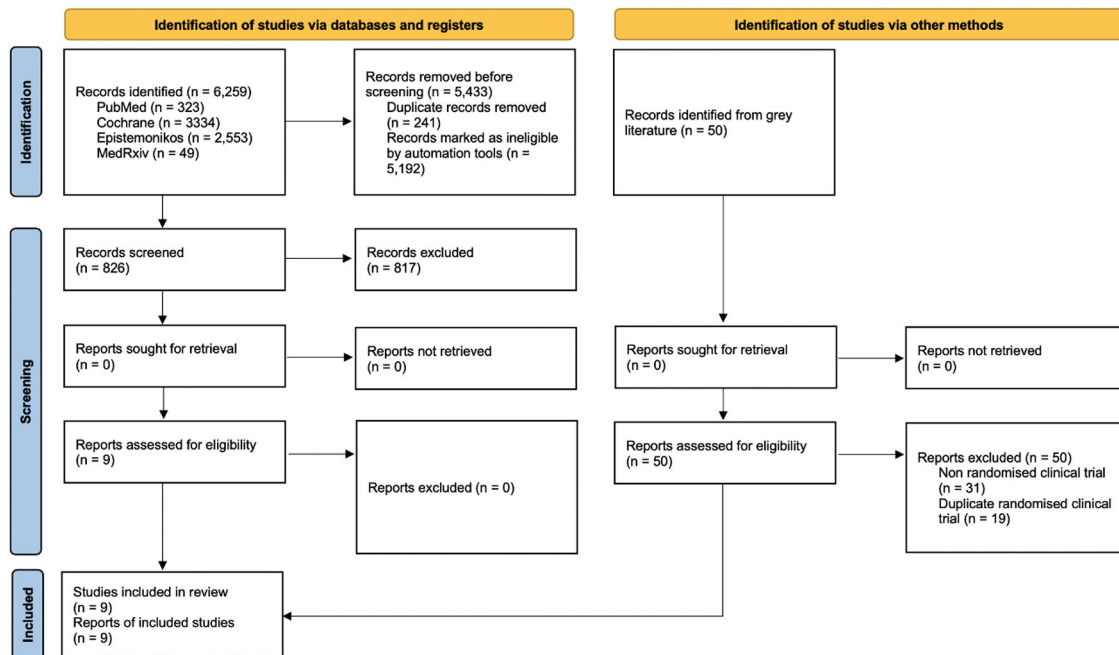 Identification of studies via databases and registers
Identification of studies via other methods
Identification
Records identified (n = 6,259)
PubMed (n = 323)
Cochrane (n = 3334)
Epistemonikos (n = 2,553)
MedRxiv (n = 49)
Records removed before
screening (n = 5,433)
Duplicate records removed
(n = 241)
Records marked as ineligible
by automation tools (n =
5,192)
Records identified from grey
literature (n = 50)
Screening
Records screened
(n = 826)
Records excluded
(n = 817)
Reports sought for retrieval
(n = 0)
Reports not retrieved
(n = 0)
Reports sought for retrieval
(n = 0)
Reports not retrieved
(n = 0)
Reports assessed for eligibility
(n = 9)
Reports excluded (n = 0)
Reports assessed for eligibility
(n = 50)
Reports excluded (n = 50)
Non randomised clinical trial
(n = 31)
Duplicate randomised clinical
trial (n = 19)
Included
Studies included in review
(n = 9)
Reports of included studies
(n = 9)